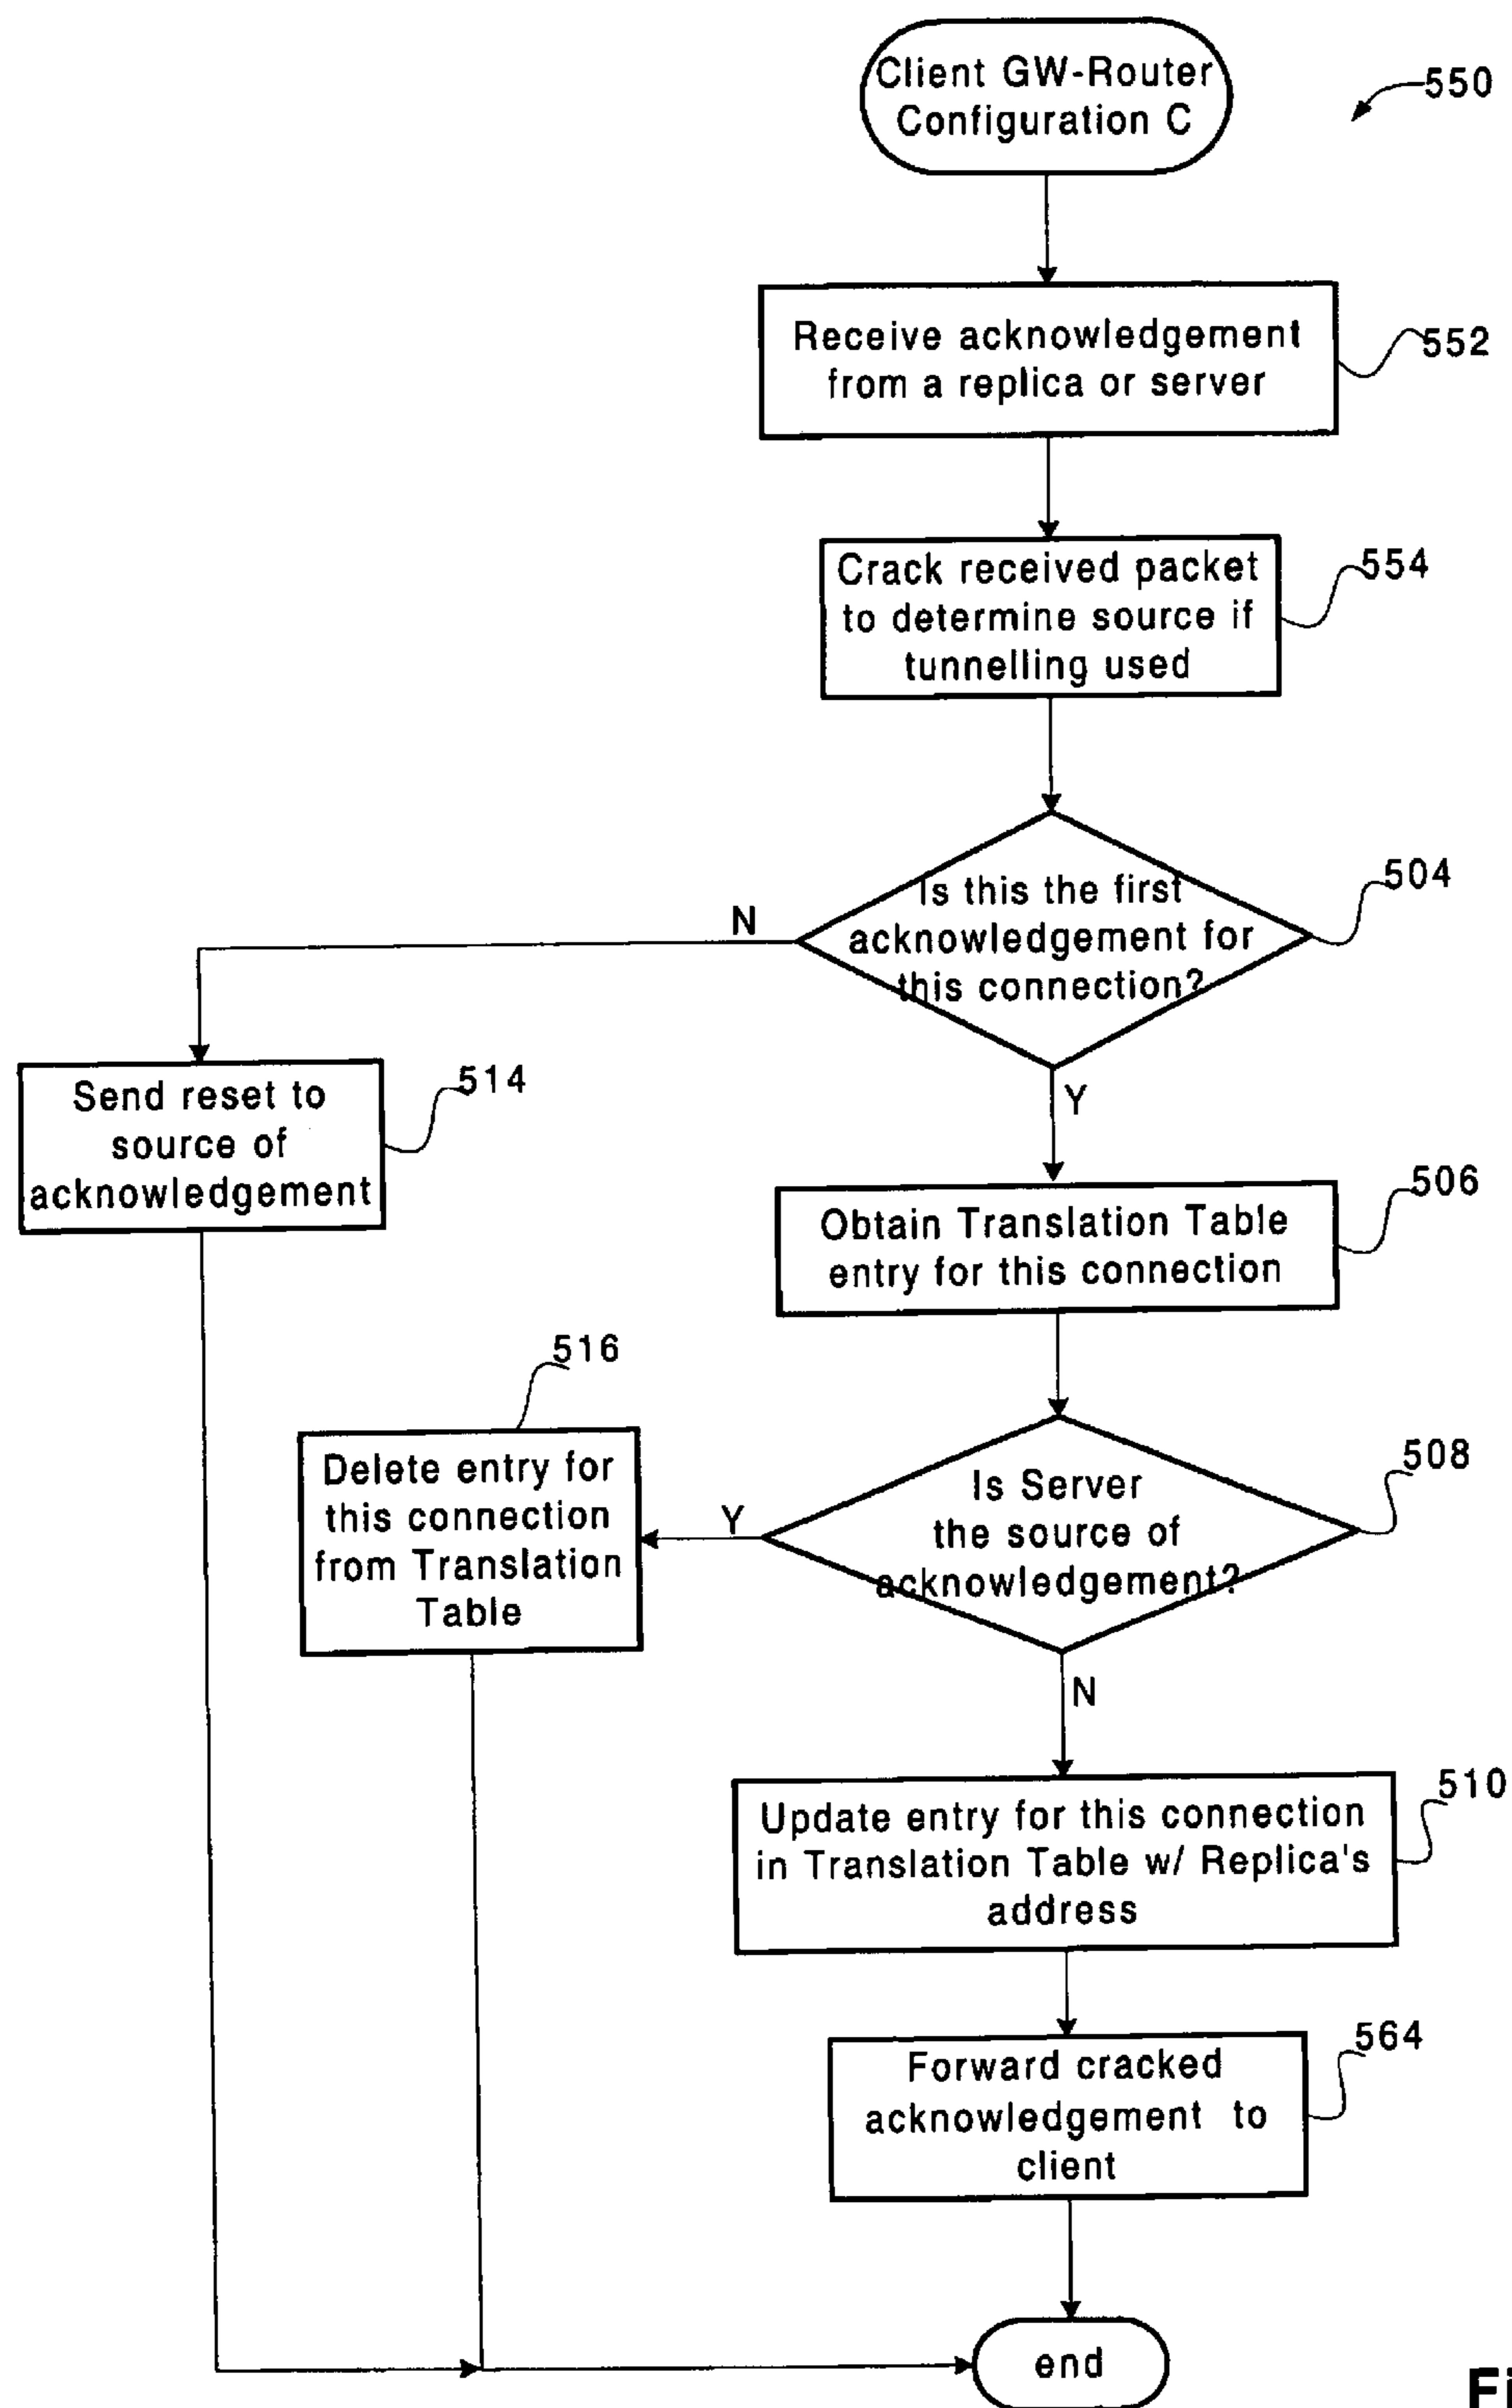 Client GW-Router
Configuration C
550
Receive acknowledgement
from a replica or server
552
Crack received packet
to determine source if
tunnelling used
554
Is this the first
acknowledgement for
this connection?
504
N
Y
Send reset to
source of
acknowledgement
514
Obtain Translation Table
entry for this connection
506
516
Delete entry for
this connection
from Translation
Table
Y
Is Server
the source of
acknowledgement?
508
N
Update entry for this connection
in Translation Table w/ Replica's
address
510
Forward cracked
acknowledgement to
client
564
end